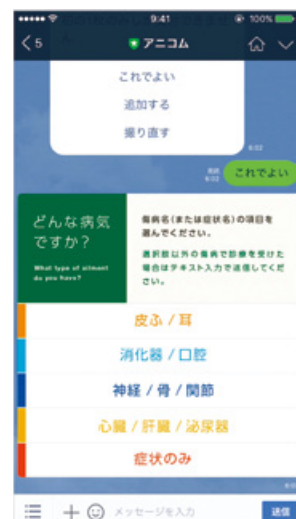 9:41
100%
5
アニコム
これでよい
追加する
撮り直す
6:02
既読
6:02
これでよい
どんな病気
ですか?
What type of ailment
do you have?
傷病名(または症状名)の項目を
選んでください。
選択肢以外の傷病で診療を受けた
場合はテキスト入力で送信してくだ
さい。
皮ふ / 耳
消化器 / 口腔
神経 / 骨 / 関節
心臓 / 肝臓 / 泌尿器
症状のみ
メッセージを入力
送信